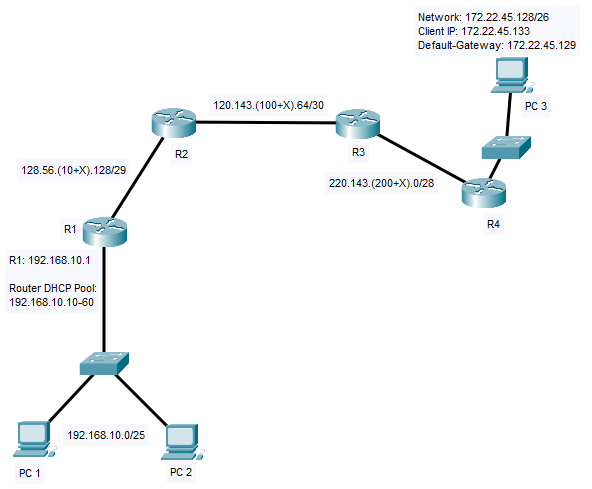 Network: 172.22.45.128/26
Client IP: 172.22.45.133
Default-Gateway: 172.22.45.129
PC 3
120.143.(100+X).64/30
R2
R3
128.56.(10+X).128/29
220.143.(200+X).0/28
R4
R1
R1: 192.168.10.1
Router DHCP Pool:
192.168.10.10-60
192.168.10.0/25
PC 1
PC 2